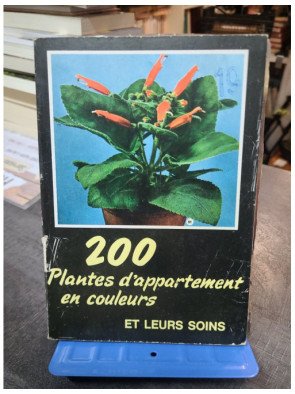 200
Plantes d'appartement
en couleurs
ET LEURS SOINS